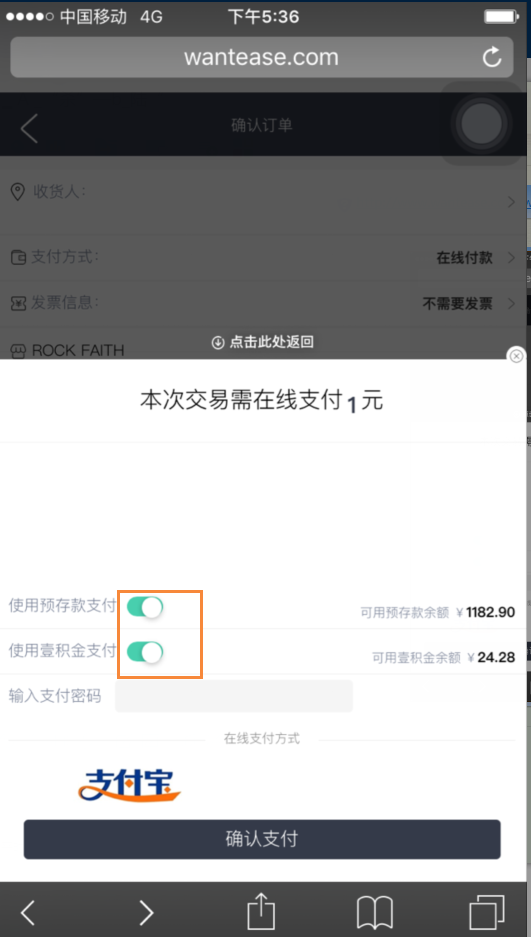 中国移动 4G 下午5:36
wantease.com
确认订单
收货人：
支付方式： 在线付款
发票信息： 不需要发票
ROCK FAITH
点击此处返回
本次交易需在线支付1元
使用预存款支付 可用预存款余额 ￥1182.90
使用壹积金支付 可用壹积金余额 ￥24.28
输入支付密码
在线支付方式
支付宝
确认支付